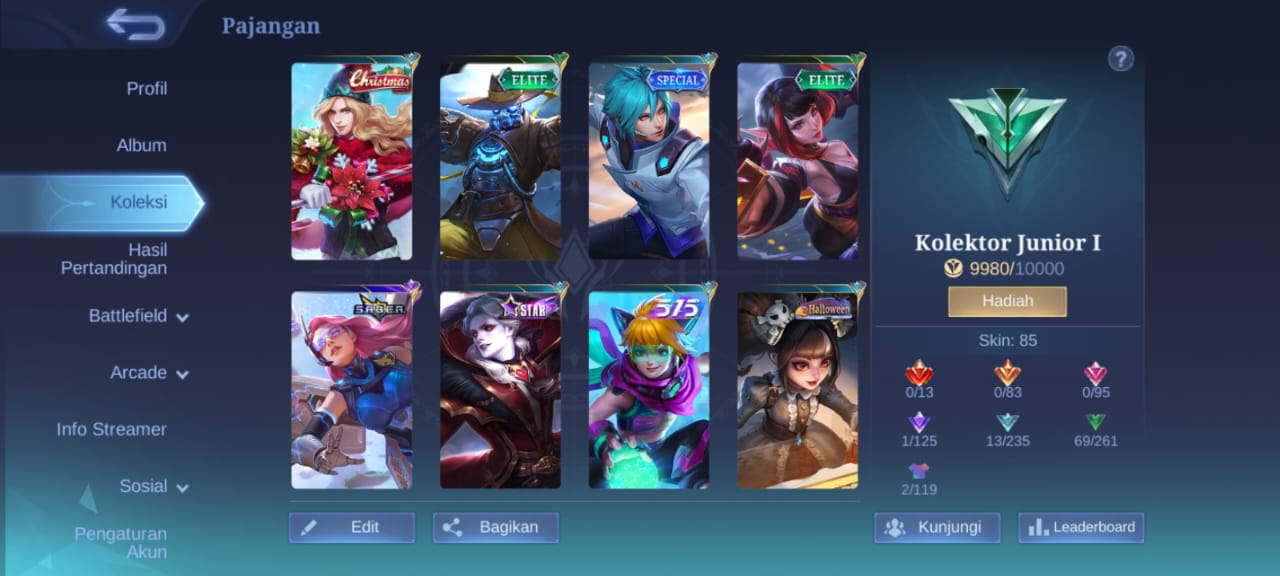 Pajangan
?
Profil
Album
Koleksi
Hasil
Pertandingan
Battlefield
Arcade
Info Streamer
Sosial
Pengaturan
Akun
Christmas
ELITE
SPECIAL
ELITE
S.A.B.E.R.
STAR
515
Halloween
Edit
Bagikan
Kolektor Junior I
9980/10000
Hadiah
Skin: 85
0/13 0/83 0/95
1/125 13/235 69/261
2/119
Kunjungi
Leaderboard